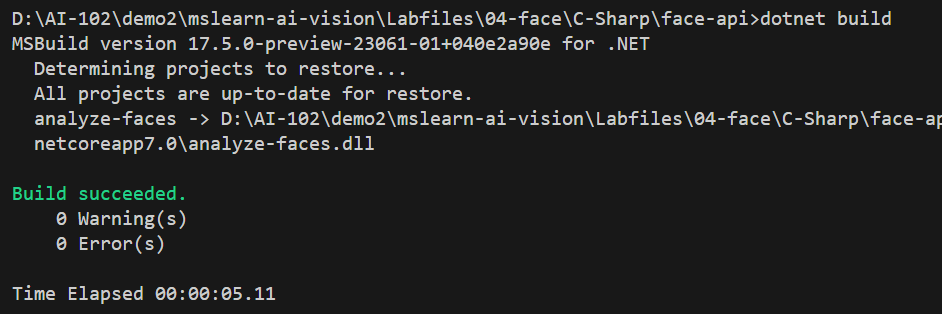 D:\AI-102\demo2\mslearn-ai-vision\Labfiles\04-face\C-Sharp\face-api>dotnet build
MSBuild version 17.5.0-preview-23061-01+040e2a90e for .NET
  Determining projects to restore...
  All projects are up-to-date for restore.
  analyze-faces -> D:\AI-102\demo2\mslearn-ai-vision\Labfiles\04-face\C-Sharp\face-ap
  netcoreapp7.0\analyze-faces.dll

Build succeeded.
    0 Warning(s)
    0 Error(s)

Time Elapsed 00:00:05.11